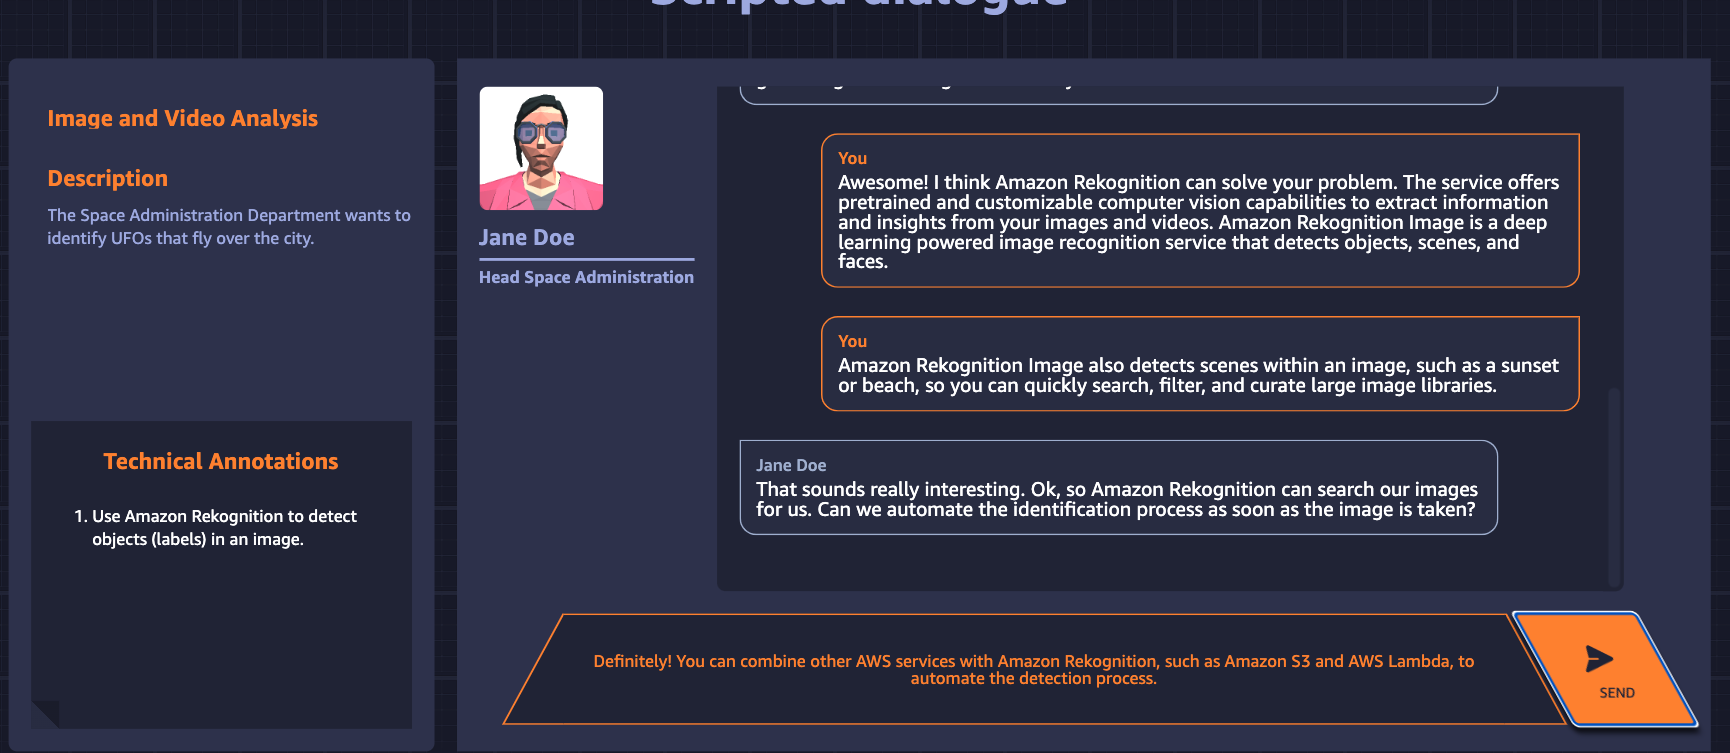 Scripted dialogue
Image and Video Analysis
Description
The Space Administration Department wants to
identify UFOs that fly over the city.
Technical Annotations
1. Use Amazon Rekognition to detect
objects (labels) in an image.
Jane Doe
Head Space Administration
You
Awesome! I think Amazon Rekognition can solve your problem. The service offers
pretrained and customizable computer vision capabilities to extract information
and insights from your images and videos. Amazon Rekognition Image is a deep
learning powered image recognition service that detects objects, scenes, and
faces.
You
Amazon Rekognition Image also detects scenes within an image, such as a sunset
or beach, so you can quickly search, filter, and curate large image libraries.
Jane Doe
That sounds really interesting. Ok, so Amazon Rekognition can search our images
for us. Can we automate the identification process as soon as the image is taken?
Definitely! You can combine other AWS services with Amazon Rekognition, such as Amazon S3 and AWS Lambda, to
automate the detection process.
SEND